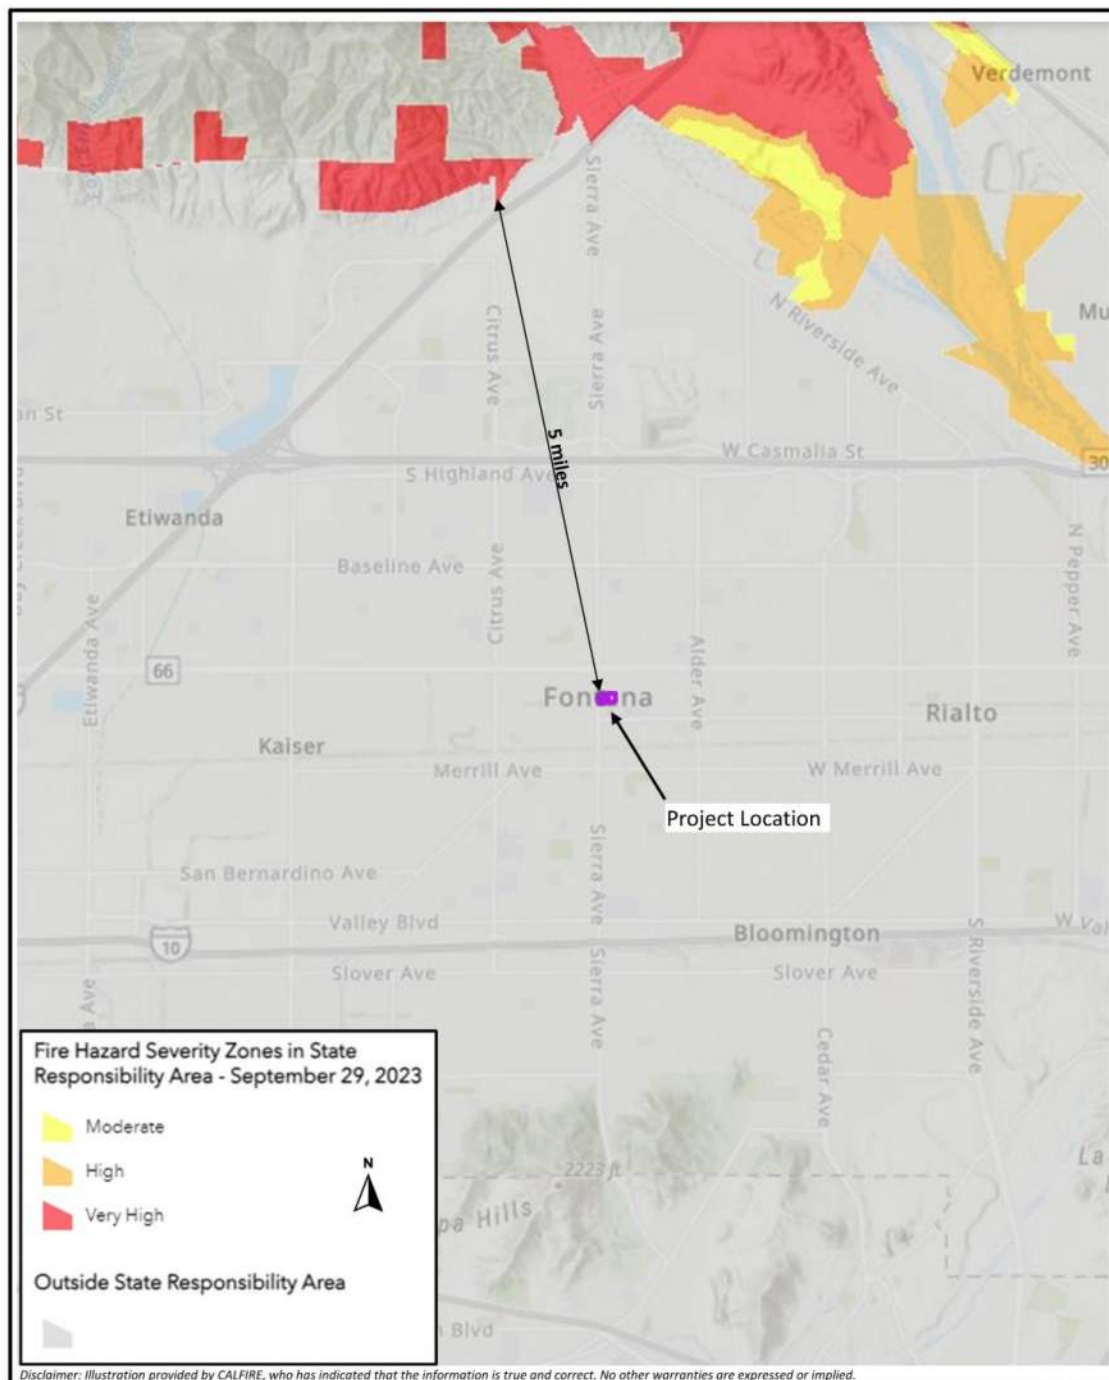 Verdemont
Sierra Ave
Citrus Ave
Sierra Ave
N Riverside Ave
Mu
an St
5 miles
W Casmalia St
S Highland Ave
30
Etiwanda
Baseline Ave
Citrus Ave
N Pepper Ave
Etiwanda Ave
66
Alder Ave
Fon na
Rialto
Kaiser
Merrill Ave
W Merrill Ave
Project Location
San Bernardino Ave
Sierra Ave
Valley Blvd
W Val
10
Bloomington
Slover Ave
Slover Ave
Sierra Ave
S Riverside Ave
a Ave
Cedar Ave
Fire Hazard Severity Zones in State
Responsibility Area - September 29, 2023
Moderate
High
Very High
N
Outside State Responsibility Area
2223 ft
pa Hills
La
n Blvd
Disclaimer: Illustration provided by CALFIRE, who has indicated that the information is true and correct. No other warranties are expressed or implied.